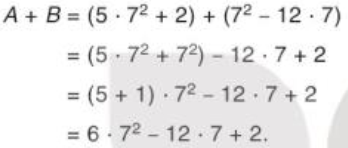 A + B = (5 · 7² + 2) + (7² – 12 · 7)
= (5 · 7² + 7²) – 12 · 7 + 2
= (5 + 1) · 7² – 12 · 7 + 2
= 6 · 7² – 12 · 7 + 2.